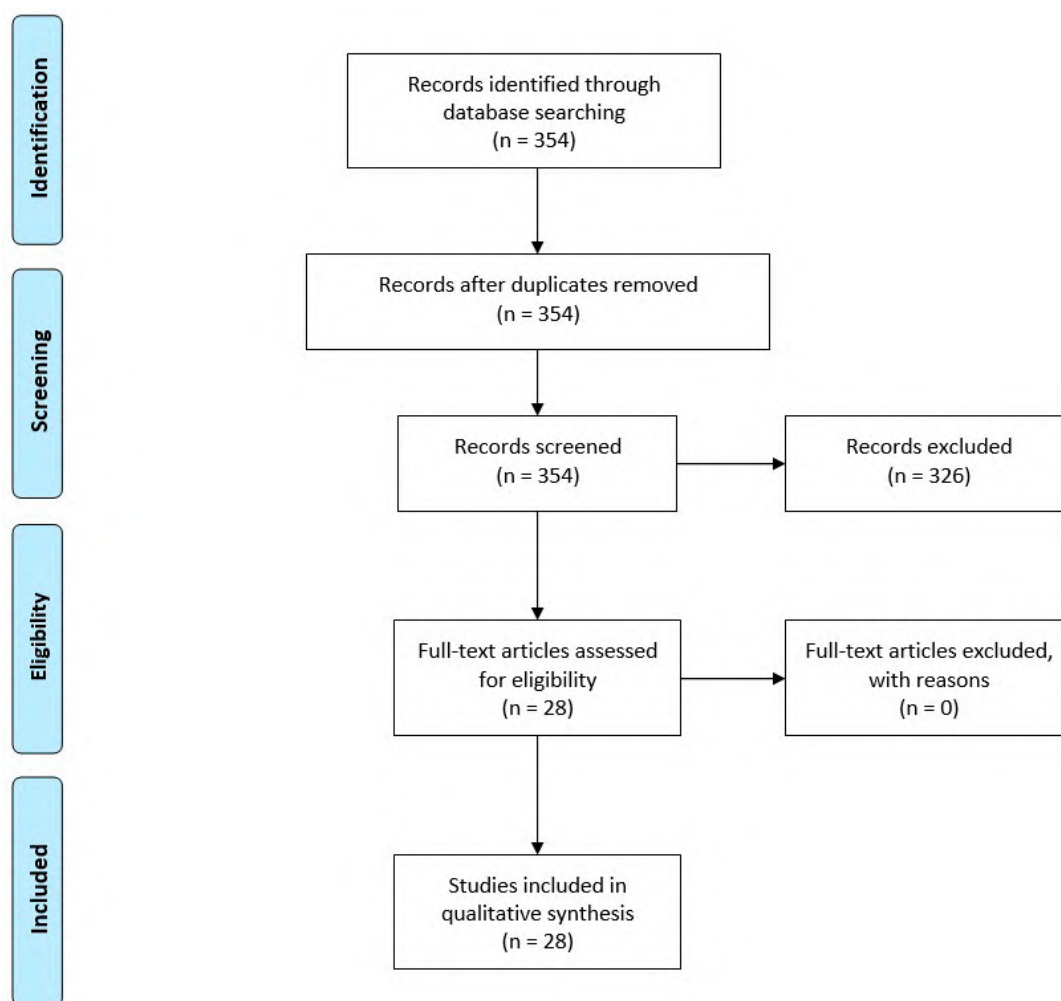 Identification
Records identified through
database searching
(n = 354)
Records after duplicates removed
(n = 354)
Screening
Records screened
(n = 354)
Records excluded
(n = 326)
Eligibility
Full-text articles assessed
for eligibility
(n = 28)
Full-text articles excluded,
with reasons
(n = 0)
Included
Studies included in
qualitative synthesis
(n = 28)